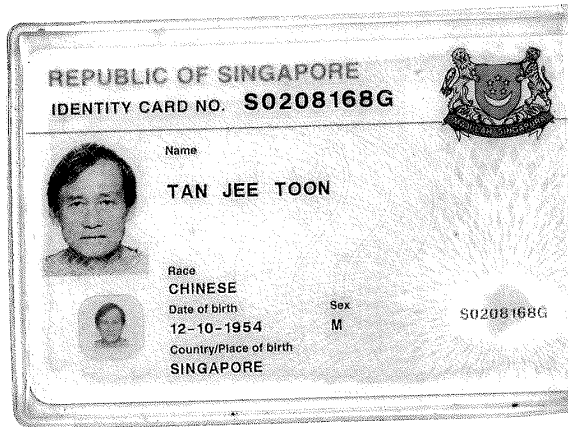 REPUBLIC OF SINGAPORE
IDENTITY CARD NO. S0208168G
Name
TAN JEE TOON
Race
CHINESE
Date of birth Sex
12-10-1954 M
S0208168G
Country/Place of birth
SINGAPORE